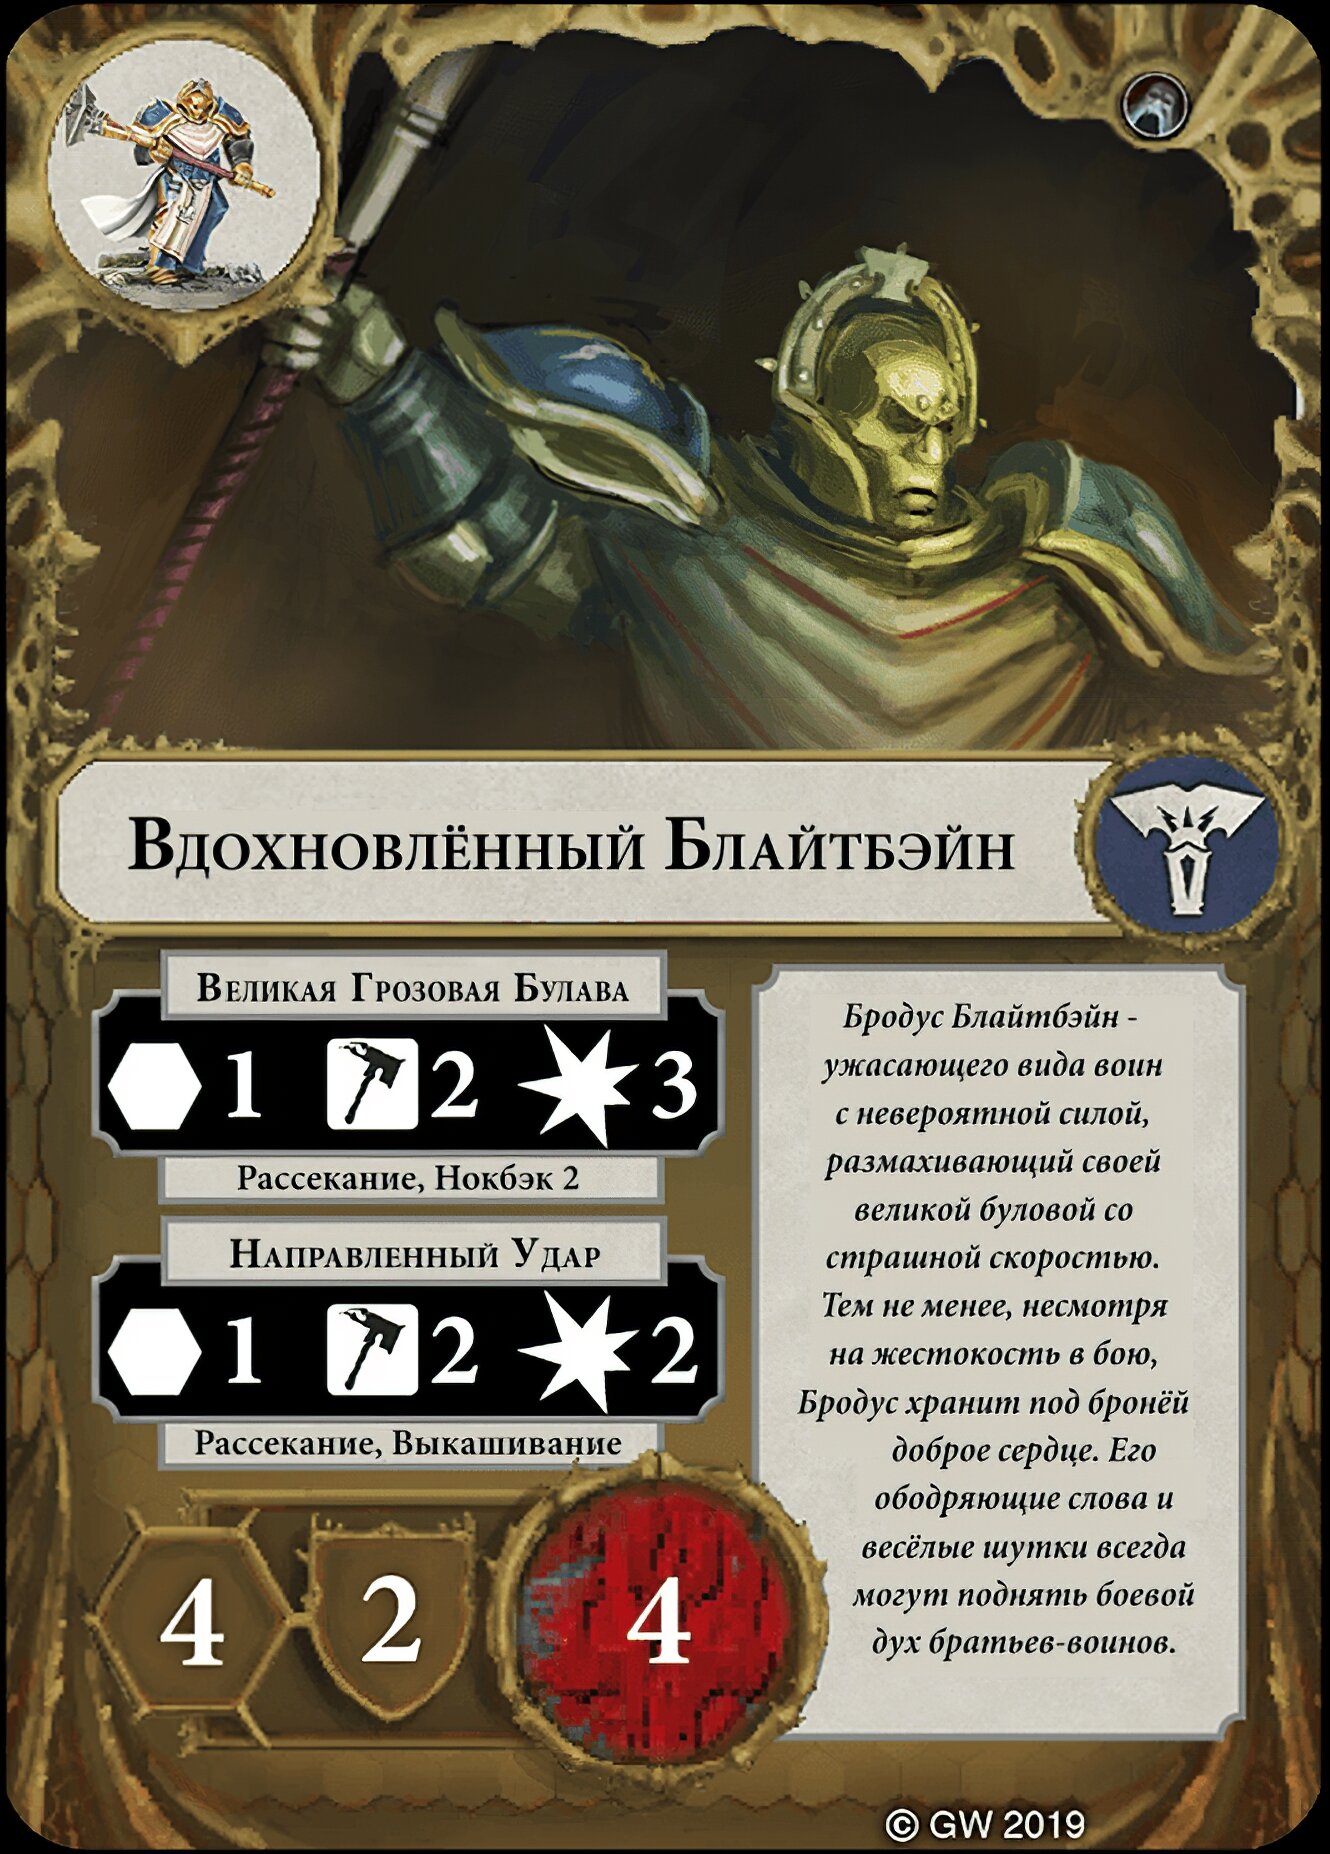 Вдохновлённый Блайтбэйн
Великая Грозовая Булава
1 2 3
Рассекание, Нокбэк 2
Направленный Удар
1 2 2
Рассекание, Выкашивание
4 2 4
Бродус Блайтбэйн -
ужасающего вида воин
с невероятной силой,
размахивающий своей
великой буловой со
страшной скоростью.
Тем не менее, несмотря
на жестокость в бою,
Бродус хранит под бронёй
доброе сердце. Его
ободряющие слова и
весёлые шутки всегда
могут поднять боевой
дух братьев-воинов.
© GW 2019